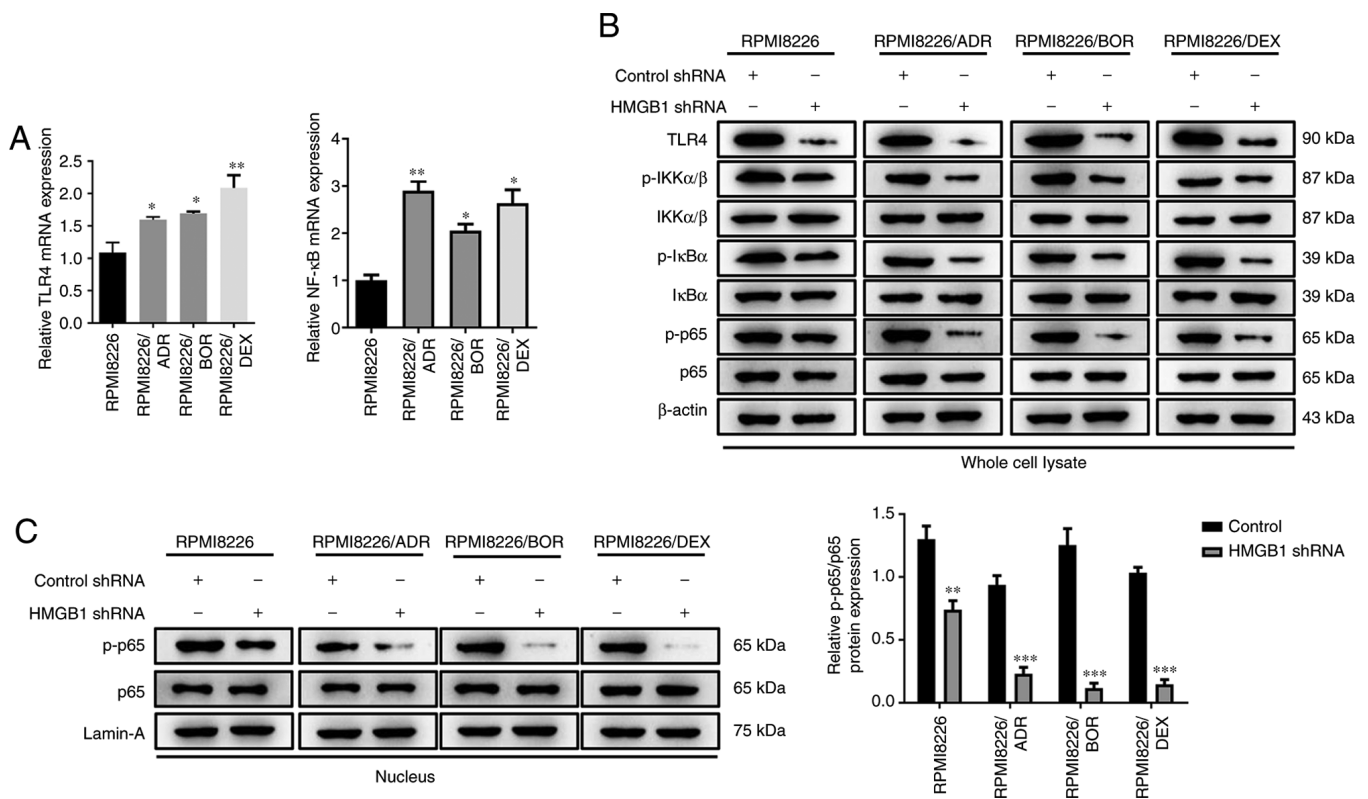 A
Relative TLR4 mRNA expression
2.5
2.0
1.5
1.0
0.5
0.0
*
*
**
RPMI8226
RPMI8226/
ADR
RPMI8226/
BOR
RPMI8226/
DEX
Relative NF-κB mRNA expression
4
3
2
1
0
**
*
*
RPMI8226
RPMI8226/
ADR
RPMI8226/
BOR
RPMI8226/
DEX
B
RPMI8226 RPMI8226/ADR RPMI8226/BOR RPMI8226/DEX
Control shRNA + − + − + − + −
HMGB1 shRNA − + − + − + − +
TLR4 90 kDa
p-IKKα/β 87 kDa
IKKα/β 87 kDa
p-IκBα 39 kDa
IκBα 39 kDa
p-p65 65 kDa
p65 65 kDa
β-actin 43 kDa
Whole cell lysate
C
RPMI8226 RPMI8226/ADR RPMI8226/BOR RPMI8226/DEX
Control shRNA + − + − + − + −
HMGB1 shRNA − + − + − + − +
p-p65 65 kDa
p65 65 kDa
Lamin-A 75 kDa
Nucleus
Relative p-p65/p65
protein expression
1.5
1.0
0.5
0.0
**
***
***
***
RPMI8226
RPMI8226/
ADR
RPMI8226/
BOR
RPMI8226/
DEX
Control
HMGB1 shRNA